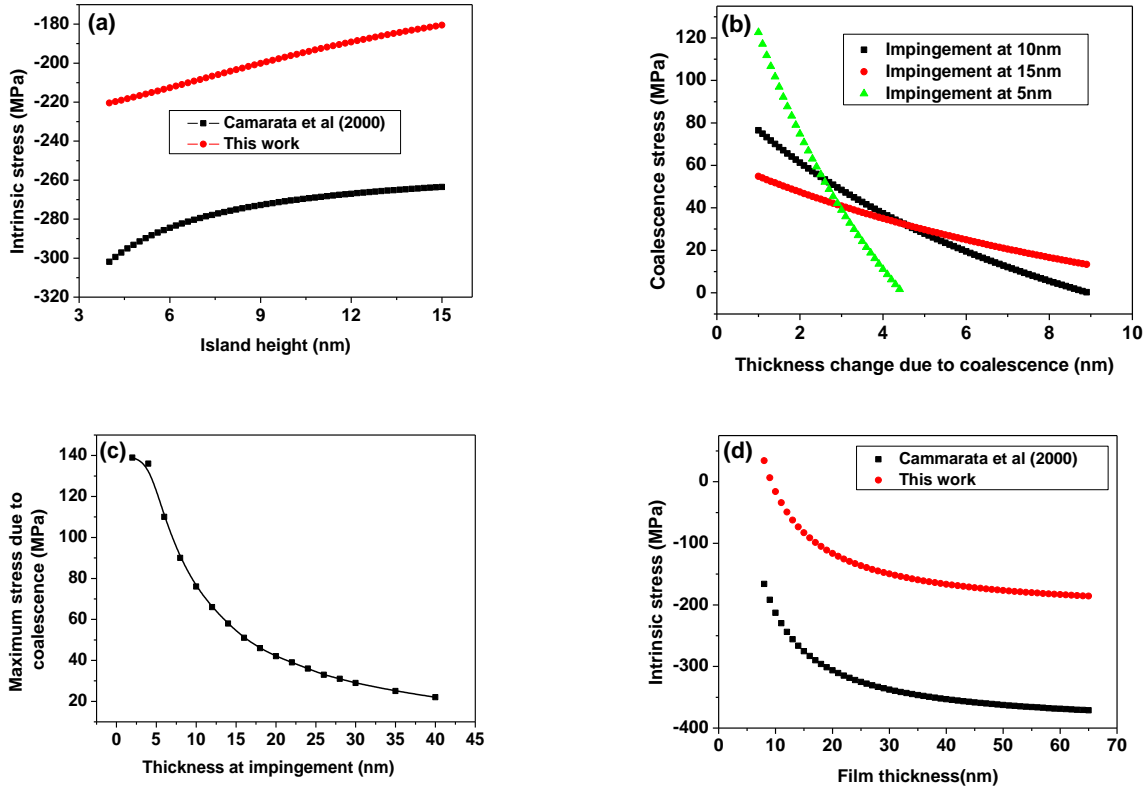 (a)
-180
-200
-220
-240
-260
-280
-300
-320
Intrinsic stress (MPa)
Camarata et al (2000)
This work
3 6 9 12 15
Island height (nm)
(b)
120
100
80
60
40
20
0
Coalescence stress (MPa)
Impingement at 10nm
Impingement at 15nm
Impingement at 5nm
0 2 4 6 8 10
Thickness change due to coalescence (nm)
(c)
140
120
100
80
60
40
20
Maximum stress due to
coalescence (MPa)
0 5 10 15 20 25 30 35 40 45
Thickness at impingement (nm)
(d)
0
-100
-200
-300
-400
Intrinsic stress (MPa)
Cammarata et al (2000)
This work
0 10 20 30 40 50 60 70
Film thickness(nm)